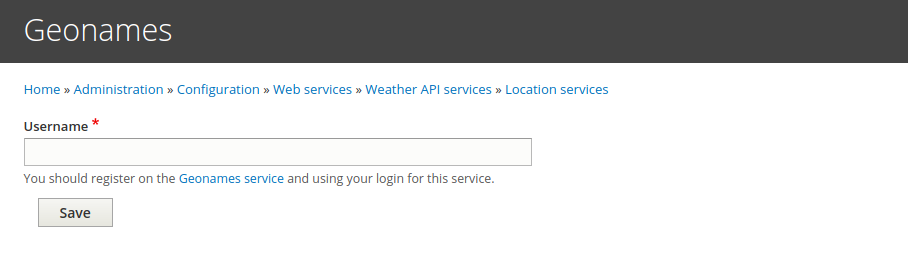 Geonames
Home » Administration » Configuration » Web services » Weather API services » Location services
Username *
You should register on the Geonames service and using your login for this service.
Save